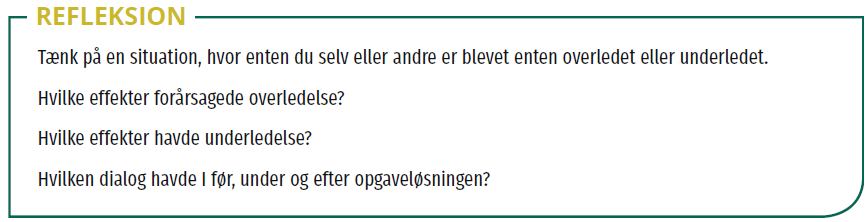 REFLEKSION
Tænk på en situation, hvor enten du selv eller andre er blevet enten overledet eller underledet.
Hvilke effekter forårsagede overledelse?
Hvilke effekter havde underledelse?
Hvilken dialog havde I før, under og efter opgaveløsningen?